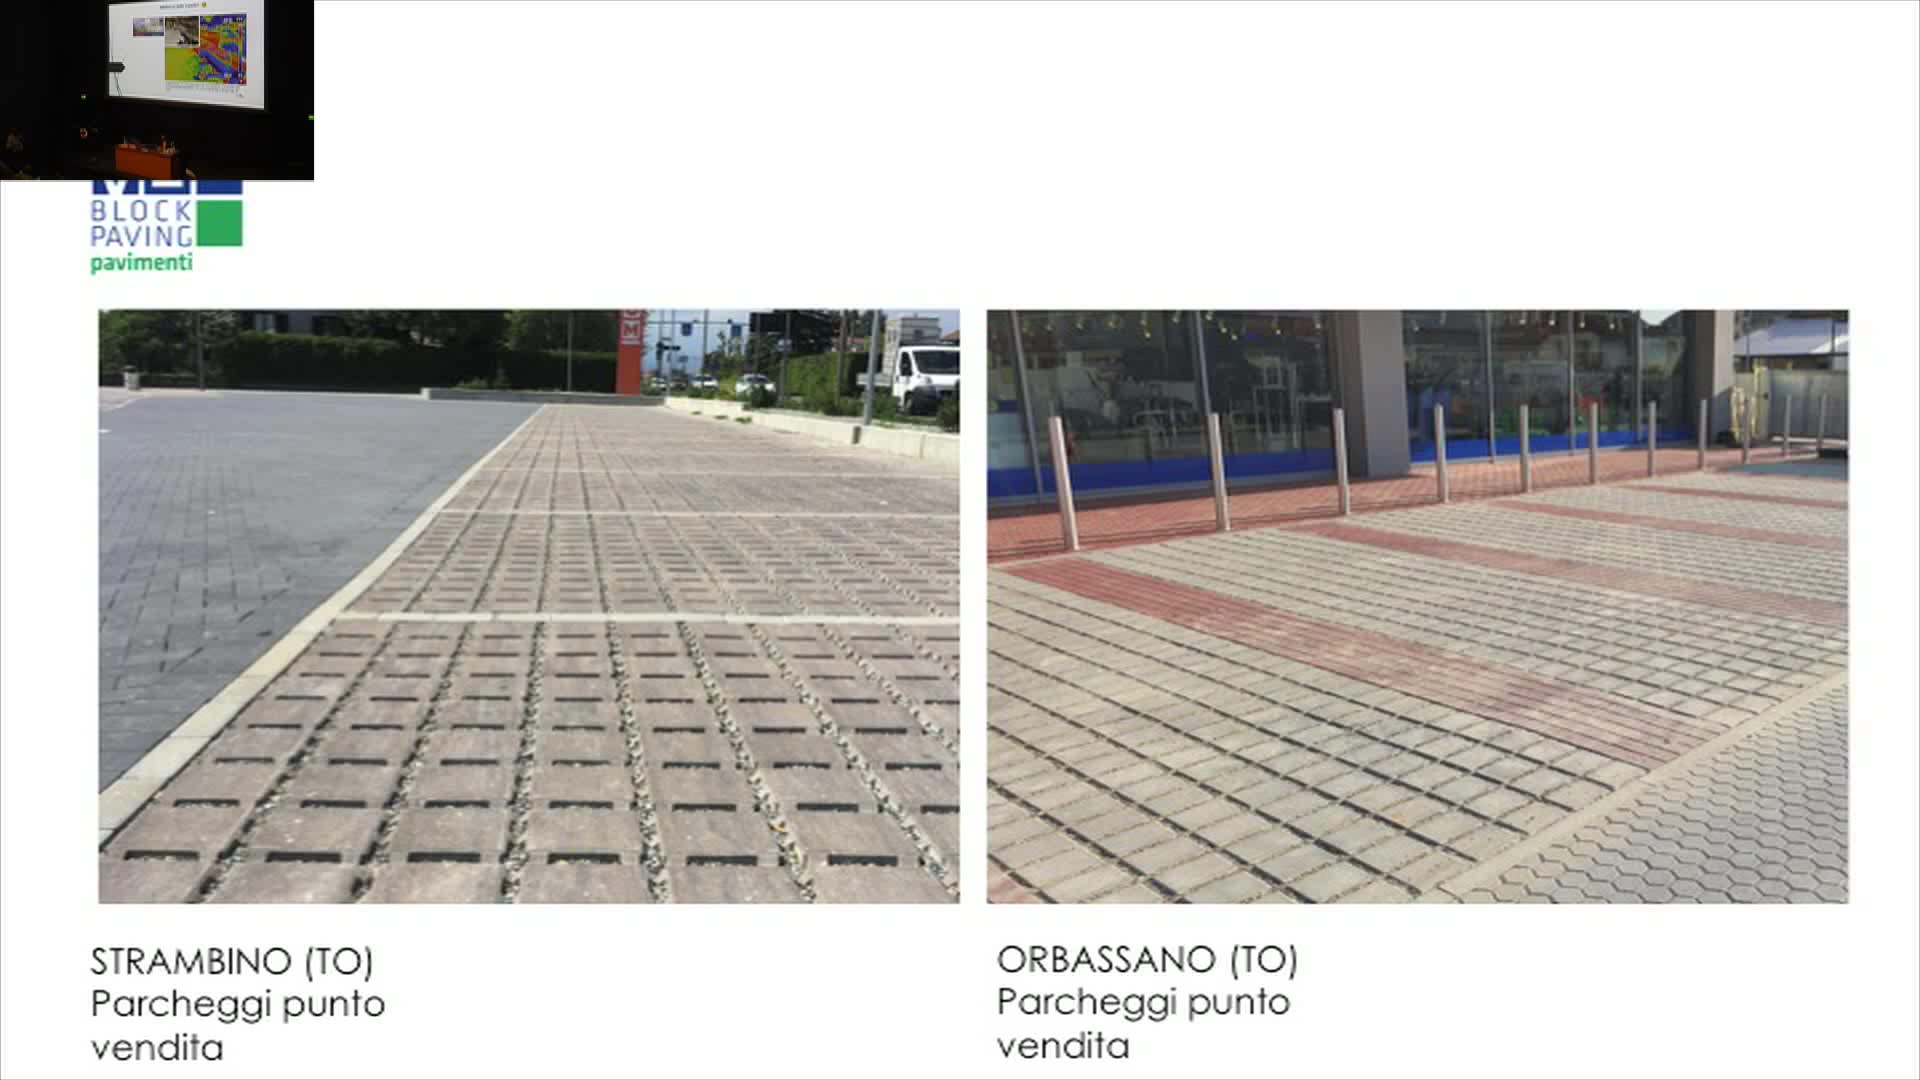 BLOCK
PAVING
pavimenti
STRAMBINO (TO)
Parcheggi punto
vendita
ORBASSANO (TO)
Parcheggi punto
vendita